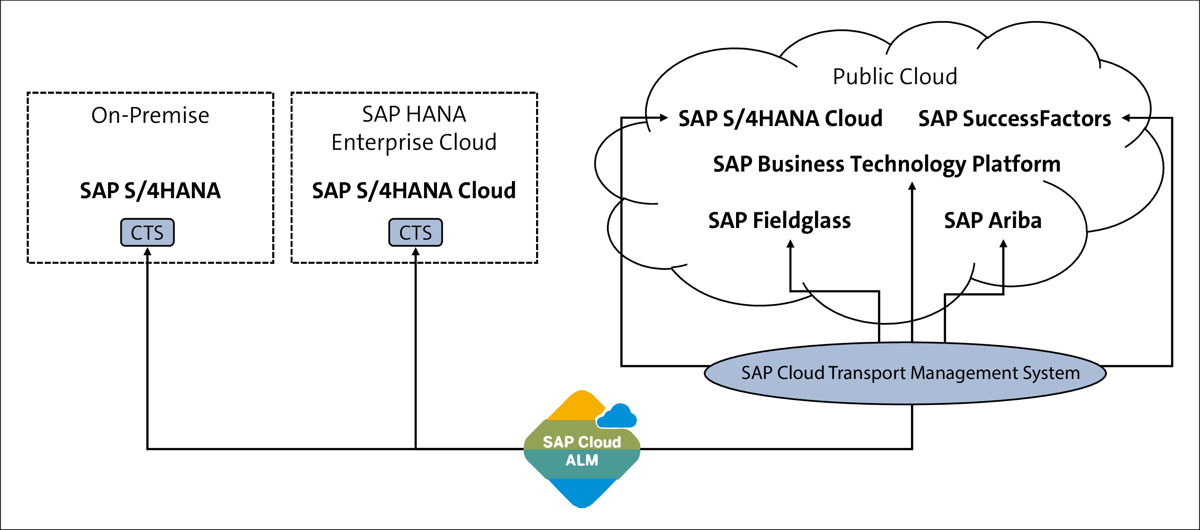 On-Premise
SAP S/4HANA
CTS
SAP HANA
Enterprise Cloud
SAP S/4HANA Cloud
CTS
Public Cloud
SAP S/4HANA Cloud
SAP SuccessFactors
SAP Business Technology Platform
SAP Fieldglass
SAP Ariba
SAP Cloud Transport Management System
SAP Cloud
ALM